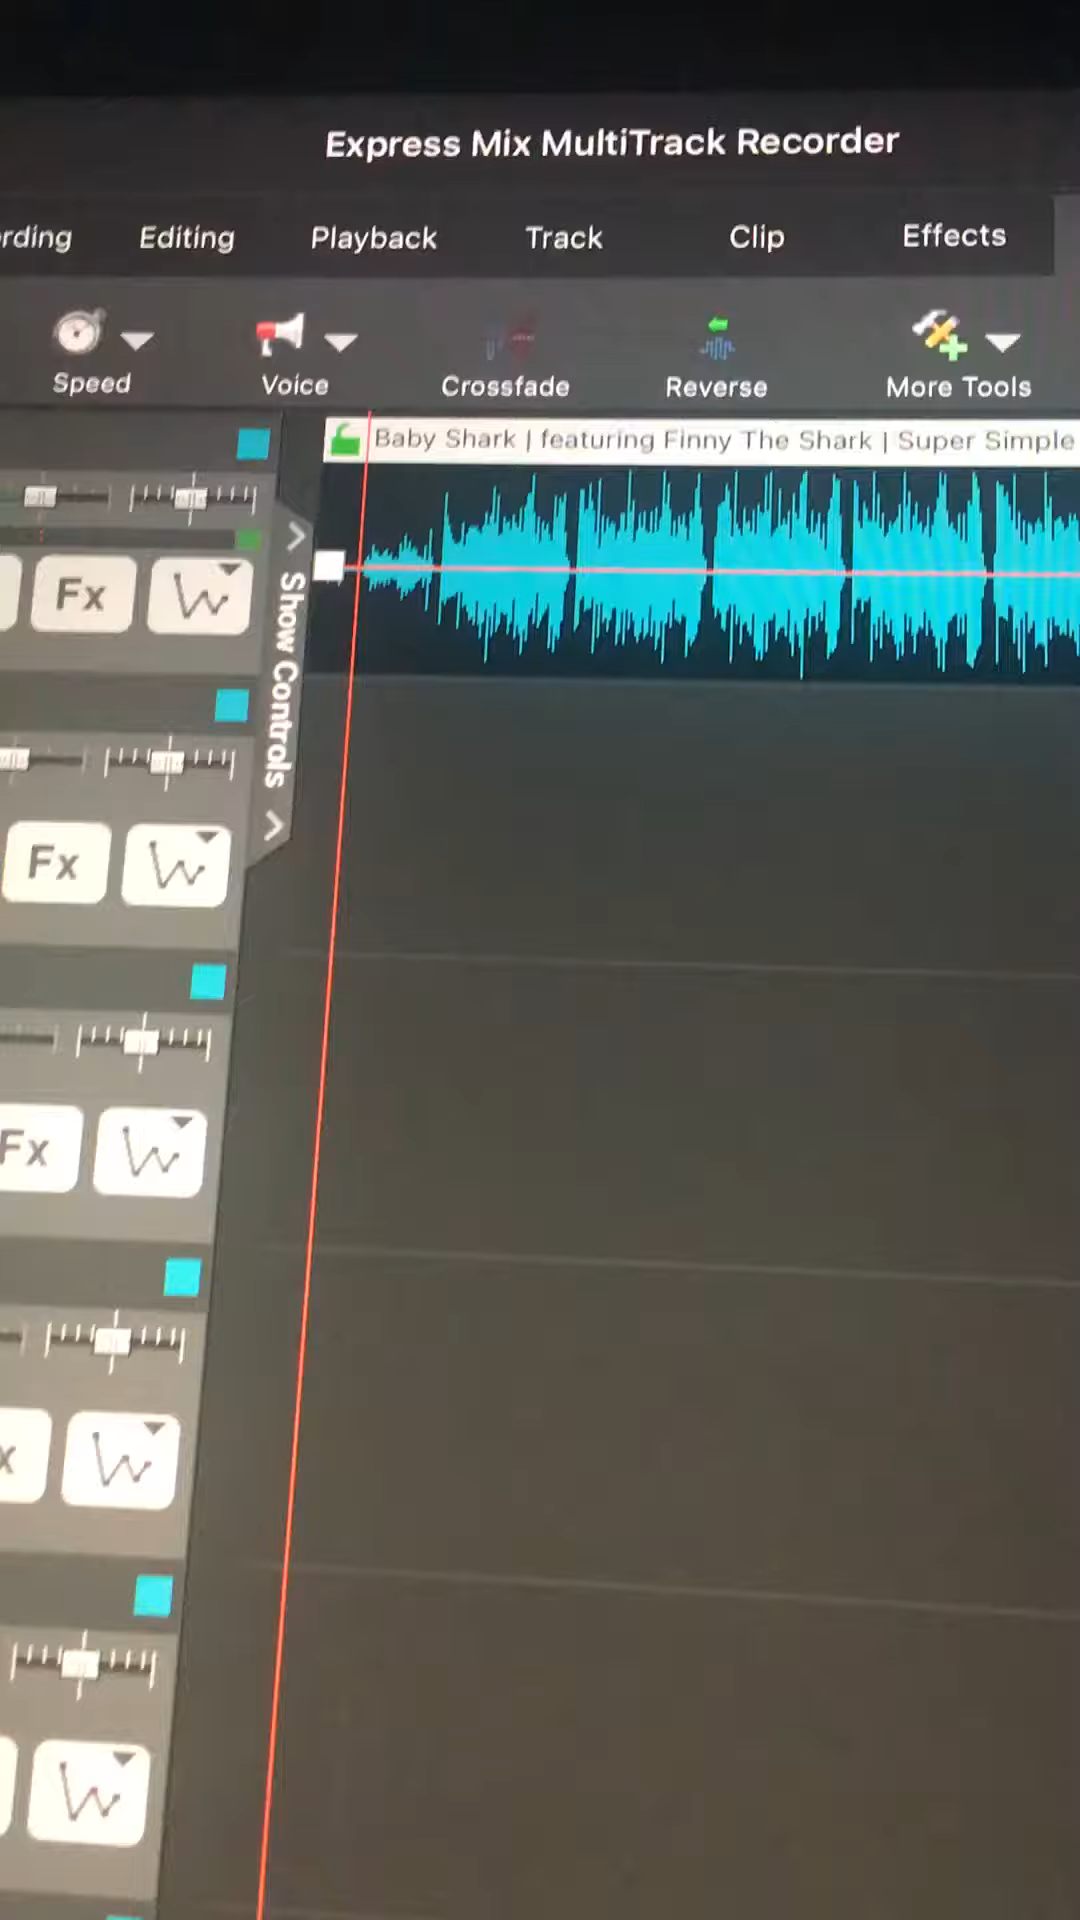 Express Mix MultiTrack Recorder
rding Editing Playback Track Clip Effects
Speed Voice Crossfade Reverse More Tools
Baby Shark | featuring Finny The Shark | Super Simple
Show Controls
Fx
Fx
Fx
x